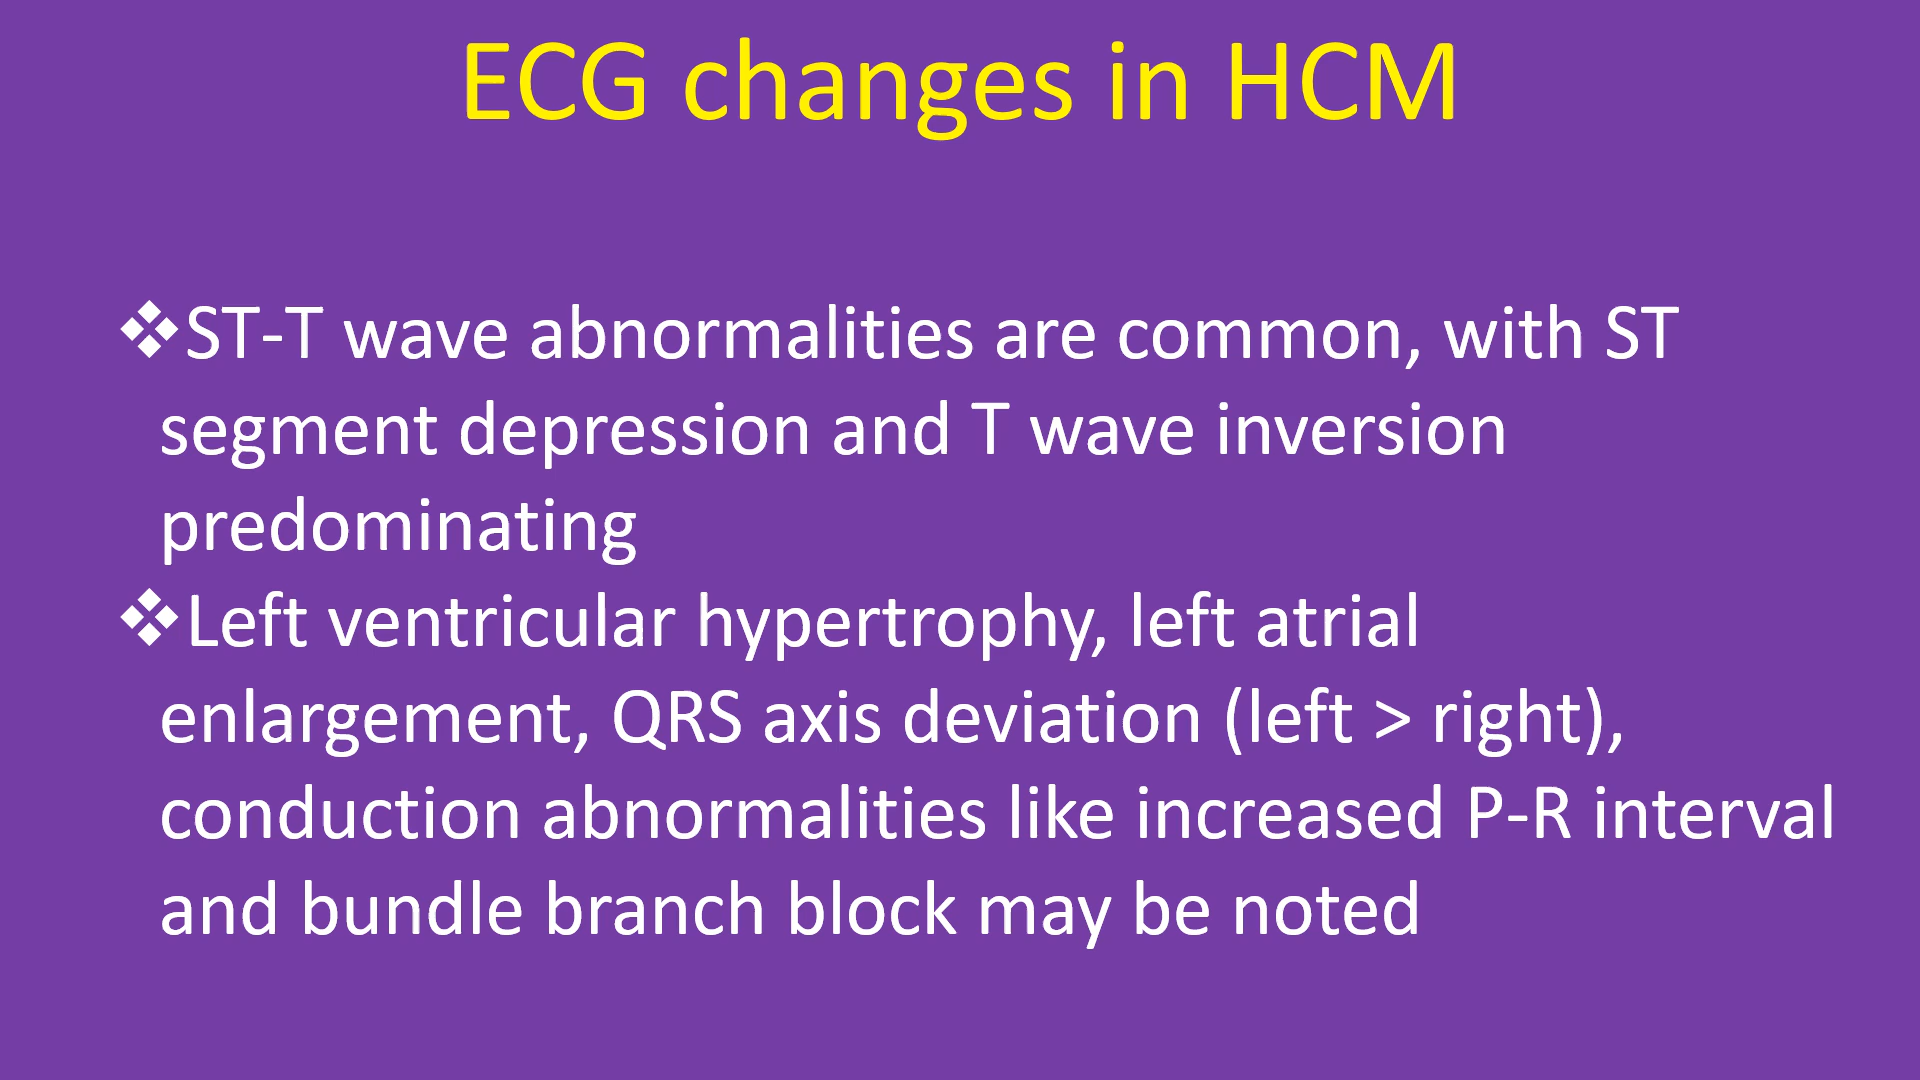 ECG changes in HCM
❖ST-T wave abnormalities are common, with ST
segment depression and T wave inversion
predominating
❖Left ventricular hypertrophy, left atrial
enlargement, QRS axis deviation (left > right),
conduction abnormalities like increased P-R interval
and bundle branch block may be noted